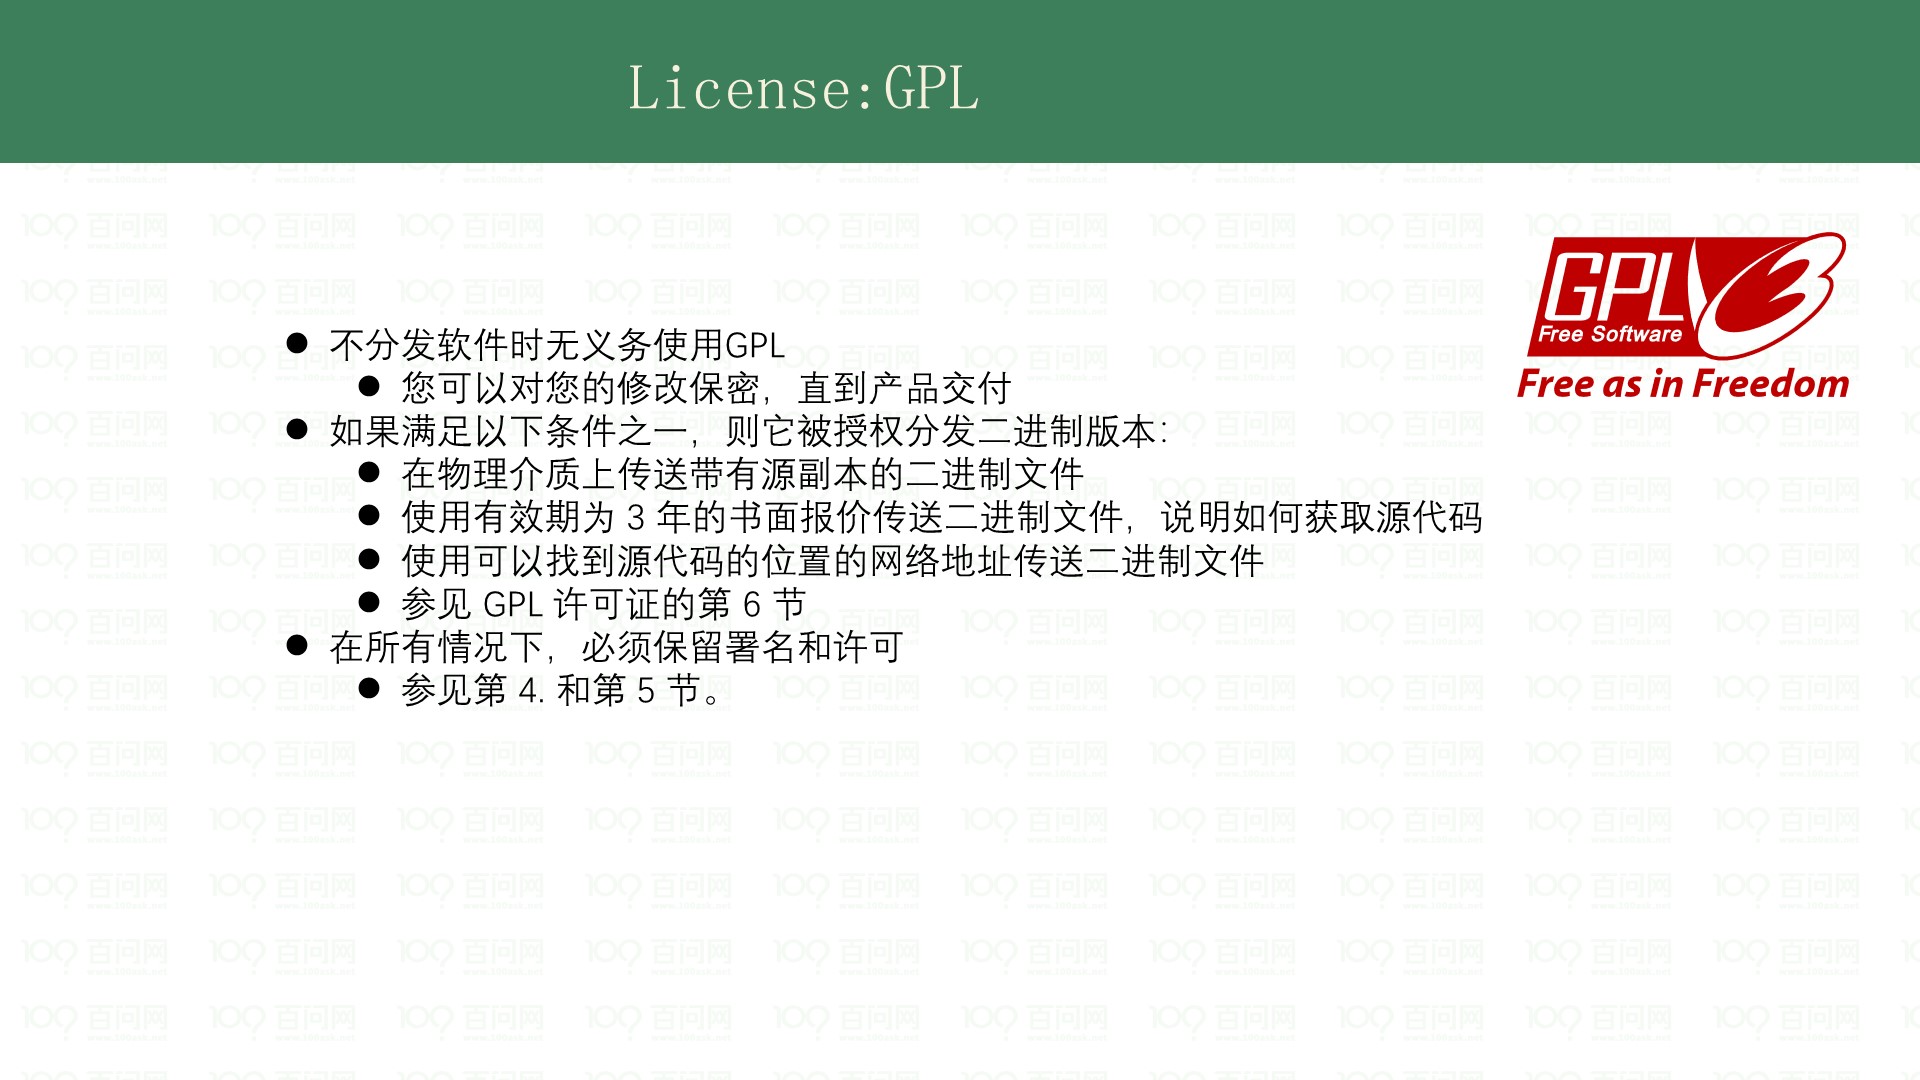 License:GPL
GPL
Free Software
Free as in Freedom
● 不分发软件时无义务使用GPL
● 您可以对您的修改保密，直到产品交付
● 如果满足以下条件之一，则它被授权分发二进制版本：
● 在物理介质上传送带有源副本的二进制文件
● 使用有效期为 3 年的书面报价传送二进制文件，说明如何获取源代码
● 使用可以找到源代码的位置的网络地址传送二进制文件
● 参见 GPL 许可证的第 6 节
● 在所有情况下，必须保留署名和许可
● 参见第 4. 和第 5 节。
百问网
www.100ask.net